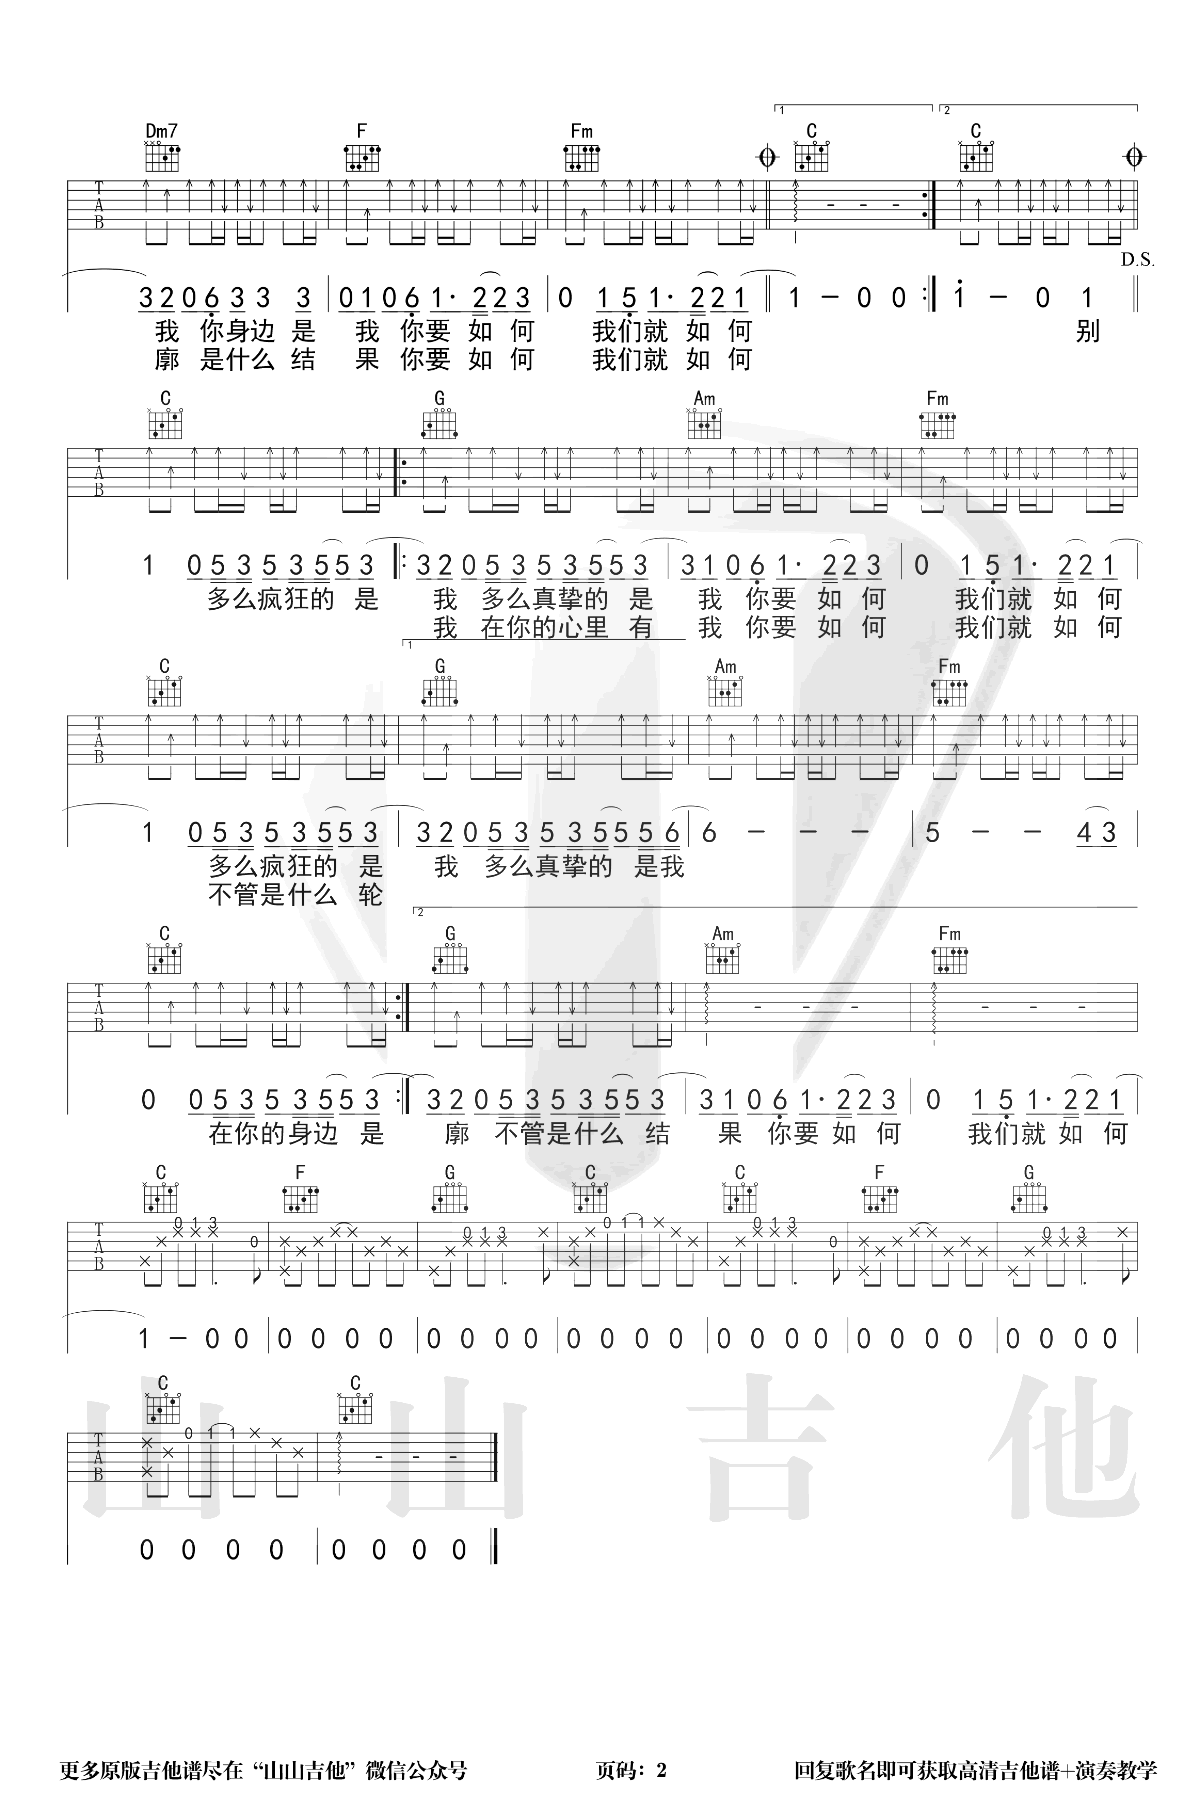 1 2
Dm7 F Fm C C
T A B
D.S.
3 2 0 6 3 3 3 0 1 0 6 1· 2 2 2 3 0 1 5 1· 2 2 2 1 1 – 0 0 1 – 0 1
我 你身边是 我 你要 如何 我们就 如何 别
廓 是什么结 果你要 如何 我们就 如何
C G Am Fm
T A B
1 0 5 3 5 3 5 5 3 3 2 0 5 3 5 3 5 5 3 3 1 0 6 1· 2 2 2 3 0 1 5 1· 2 2 2 1
多么疯狂的 是 我 多么真挚的 是 我 你要 如何 我们就 如何
我 在你的心里 有 我 你要 如何 我们就 如何
1
C G Am Fm
T A B
1 0 5 3 5 3 5 5 3 3 2 0 5 3 5 3 5 5 5 6 6 – – – 5 – – 4 3
多么疯狂的 是 我 多么真挚的 是我
不管是什么 轮
2
C G Am Fm
T A B - - - - - -
0 0 5 3 5 3 5 5 3 3 2 0 5 3 5 3 5 5 3 3 1 0 6 1· 2 2 2 3 0 1 5 1· 2 2 2 1
在你的身边 是 廓 不管是什么 结 果 你要 如何 我们就 如何
C F G C C F G
0 1 3 0 0 1 3 0 1 1 0 1 3 0 0 1 3
T A B
1 – 0 0 0 0 0 0 0 0 0 0 0 0 0 0 0 0 0 0 0 0 0 0 0 0 0 0
C C
0 1 1
T A B - - -
0 0 0 0 0 0 0 0
山山吉他
更多原版吉他谱尽在“山山吉他”微信公众号 页码：2 回复歌名即可获取高清吉他谱+演奏教学